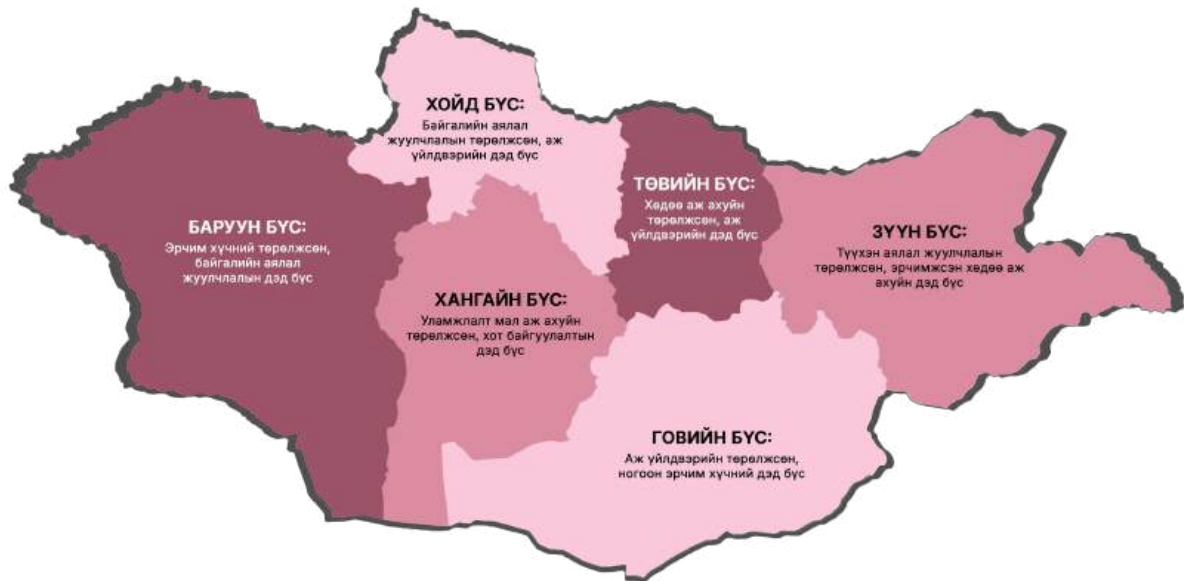 ХОЙД БҮС:
Байгалийн аялал
жуулчлалын төрөлжсөн, аж
үйлдвэрийн дэд бүс
ТӨВИЙН БҮС:
Хөдөө аж ахуйн
төрөлжсөн, аж
үйлдвэрийн дэд бүс
БАРУУН БҮС:
Эрчим хүчний төрөлжсөн,
байгалийн аялал
жуулчлалын дэд бүс
ЗҮҮН БҮС:
Түүхэн аялал жуулчлалын
төрөлжсөн, эрчимжсэн хөдөө аж
ахуйн дэд бүс
ХАНГАЙН БҮС:
Уламжлалт мал аж ахуйн
төрөлжсөн, хот байгуулалтын
дэд бүс
ГОВИЙН БҮС:
Аж үйлдвэрийн төрөлжсөн,
ногоон эрчим хүчний дэд бүс